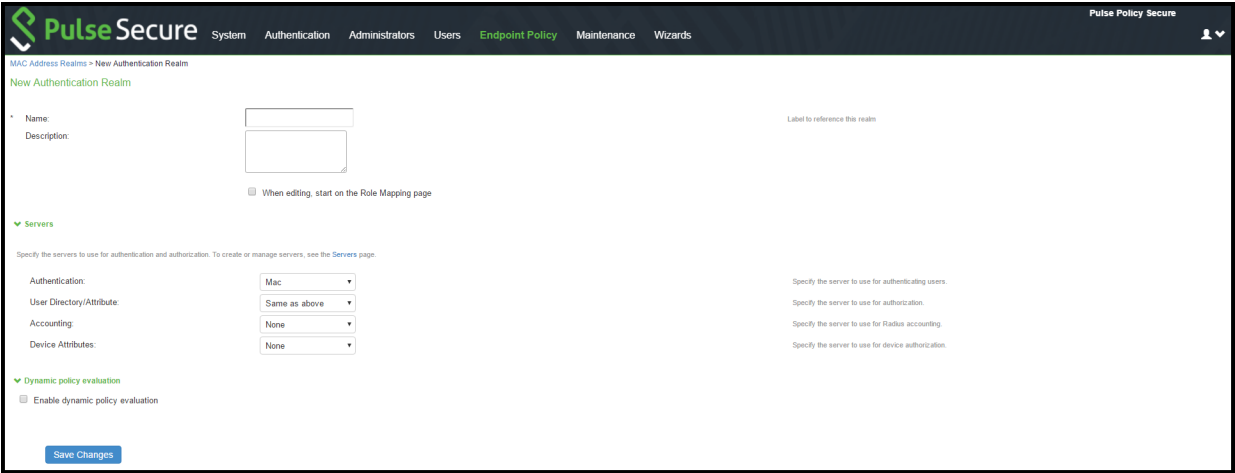 Pulse Policy Secure
Pulse Secure System Authentication Administrators Users Endpoint Policy Maintenance Wizards
MAC Address Realms > New Authentication Realm
New Authentication Realm
* Name: Label to reference this realm
Description:
When editing, start on the Role Mapping page
Servers
Specify the servers to use for authentication and authorization. To create or manage servers, see the Servers page.
Authentication: Mac Specify the server to use for authenticating users.
User Directory/Attribute: Same as above Specify the server to use for authorization.
Accounting: None Specify the server to use for Radius accounting.
Device Attributes: None Specify the server to use for device authorization.
Dynamic policy evaluation
Enable dynamic policy evaluation
Save Changes